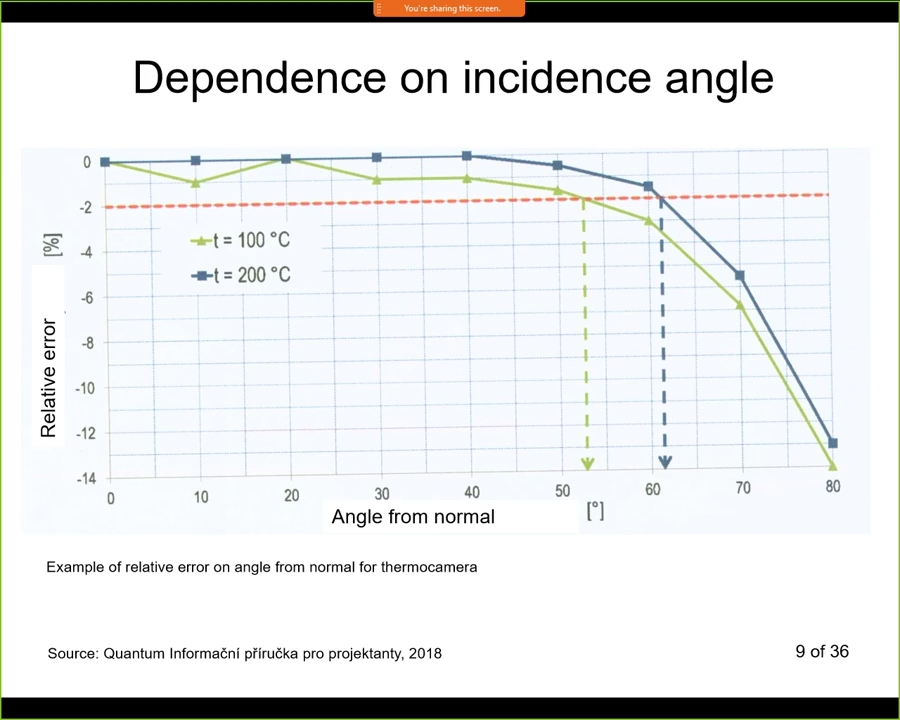 You're sharing this screen.
Dependence on incidence angle
0
-2
-4
-6
-8
-10
-12
-14
[%]
Relative error
t = 100 °C
t = 200 °C
0 10 20 30 40 50 60 70 80
Angle from normal [°]
Example of relative error on angle from normal for thermocamera
Source: Quantum Informační příručka pro projektanty, 2018
9 of 36